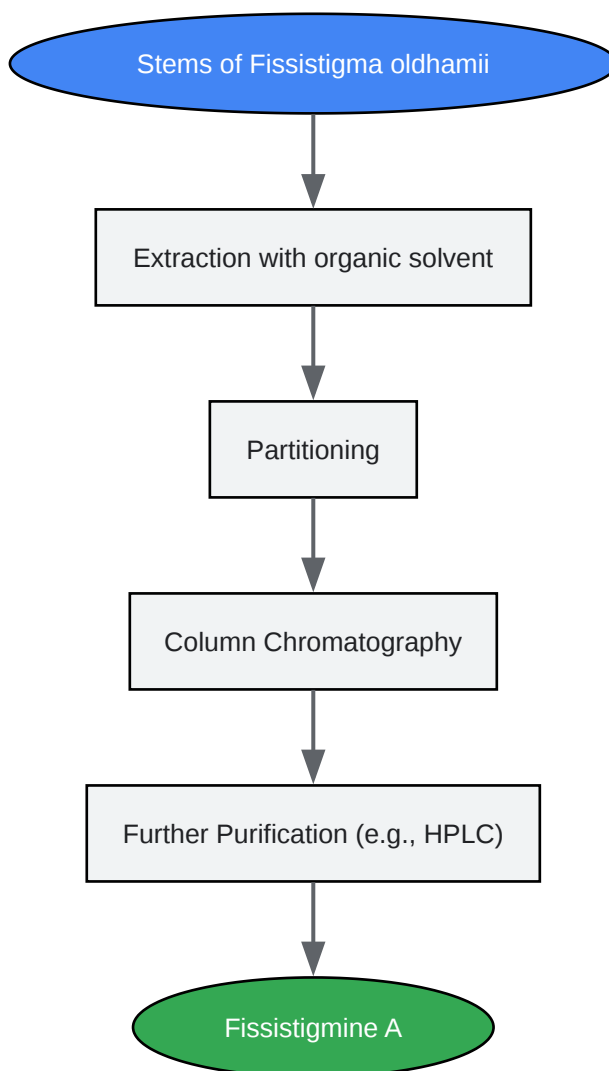 Stems of Fissistigma oldhamii
Extraction with organic solvent
Partitioning
Column Chromatography
Further Purification (e.g., HPLC)
Fissistigmine A